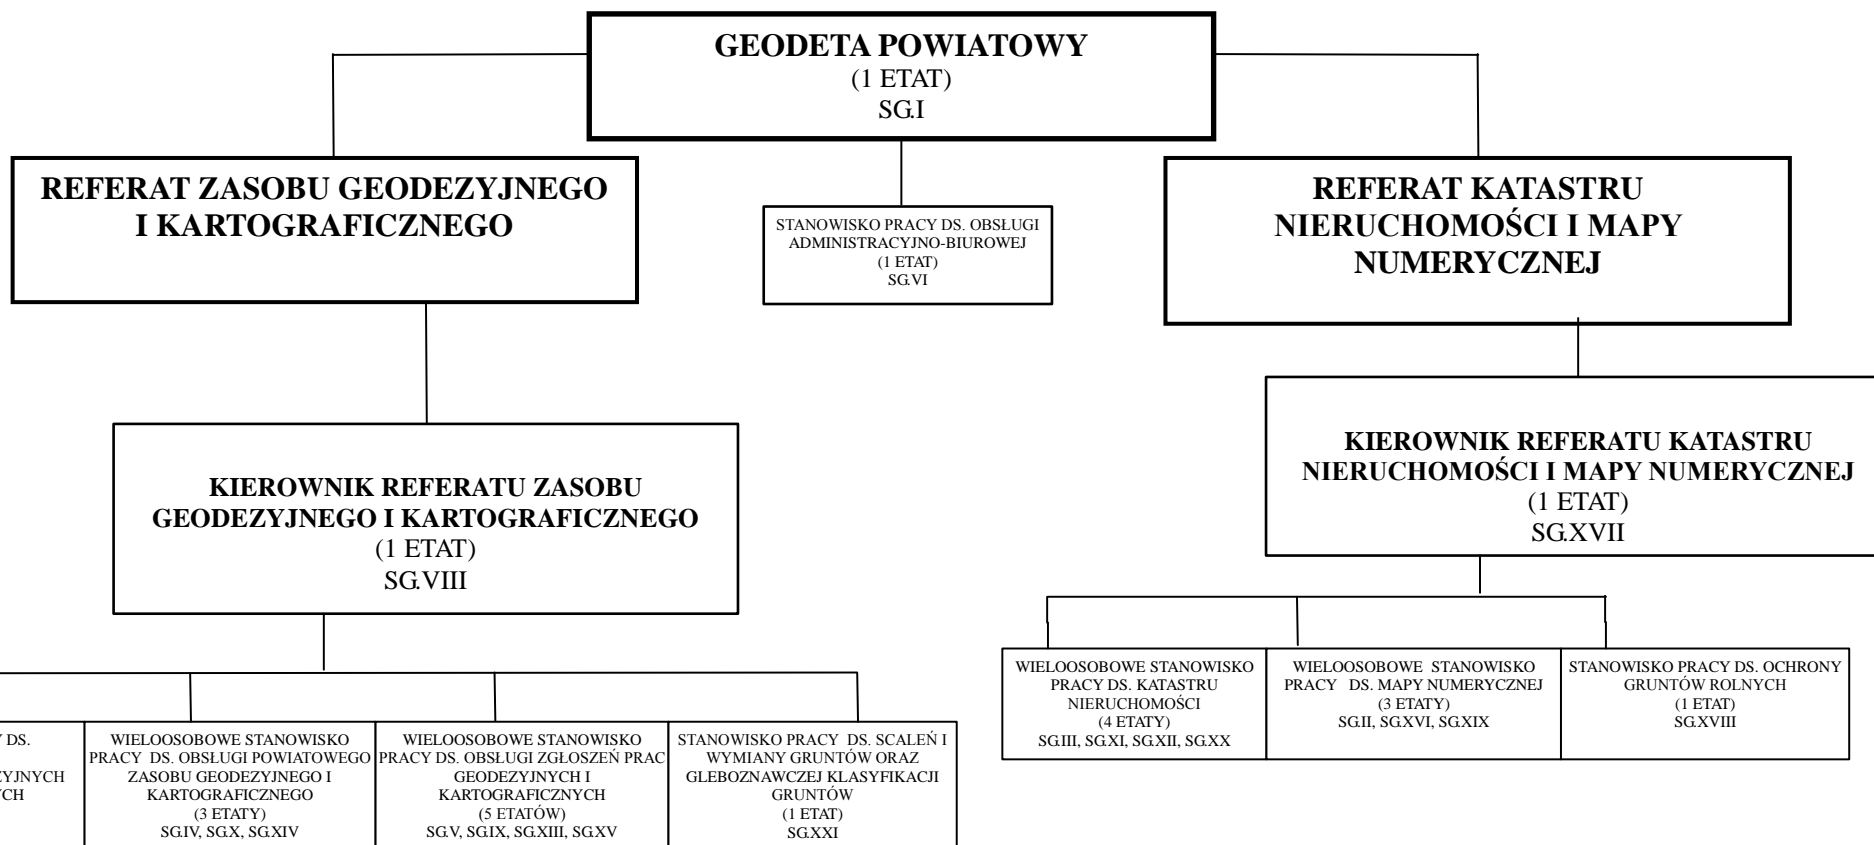 GEODETA POWIATOWY
(1 ETAT)
SG.I
REFERAT ZASOBU GEODEZYJNEGO
I KARTOGRAFICZNEGO
STANOWISKO PRACY DS. OBSŁUGI
ADMINISTRACYJNO-BIUROWEJ
(1 ETAT)
SG.VI
REFERAT KATASTRU
NIERUCHOMOŚCI I MAPY
NUMERYCZNEJ
KIEROWNIK REFERATU ZASOBU
GEODEZYJNEGO I KARTOGRAFICZNEGO
(1 ETAT)
SG.VIII
KIEROWNIK REFERATU KATASTRU
NIERUCHOMOŚCI I MAPY NUMERYCZNEJ
(1 ETAT)
SG.XVII
WIELOOSOBOWE STANOWISKO
PRACY DS. KATASTRU
NIERUCHOMOŚCI
(4 ETATY)
SG.III, SG.XI, SG.XII, SG.XX
WIELOOSOBOWE STANOWISKO
PRACY DS. MAPY NUMERYCZNEJ
(3 ETATY)
SG.II, SG.XVI, SG.XIX
STANOWISKO PRACY DS. OCHRONY
GRUNTÓW ROLNYCH
(1 ETAT)
SG.XVIII
DS.
WIELOOSOBOWE STANOWISKO
PRACY DS. OBSŁUGI POWIATOWEGO
ZASOBU GEODEZYJNEGO I
KARTOGRAFICZNEGO
(3 ETATY)
SG.IV, SG.X, SG.XIV
WIELOOSOBOWE STANOWISKO
PRACY DS. OBSŁUGI ZGŁOSZEŃ PRAC
GEODEZYJNYCH I
KARTOGRAFICZNYCH
(5 ETATÓW)
SG.V, SG.IX, SG.XIII, SG.XV
STANOWISKO PRACY DS. SCALEŃ I
WYMIANY GRUNTÓW ORAZ
GLEBOZNAWCZEJ KLASYFIKACJI
GRUNTÓW
(1 ETAT)
SG.XXI